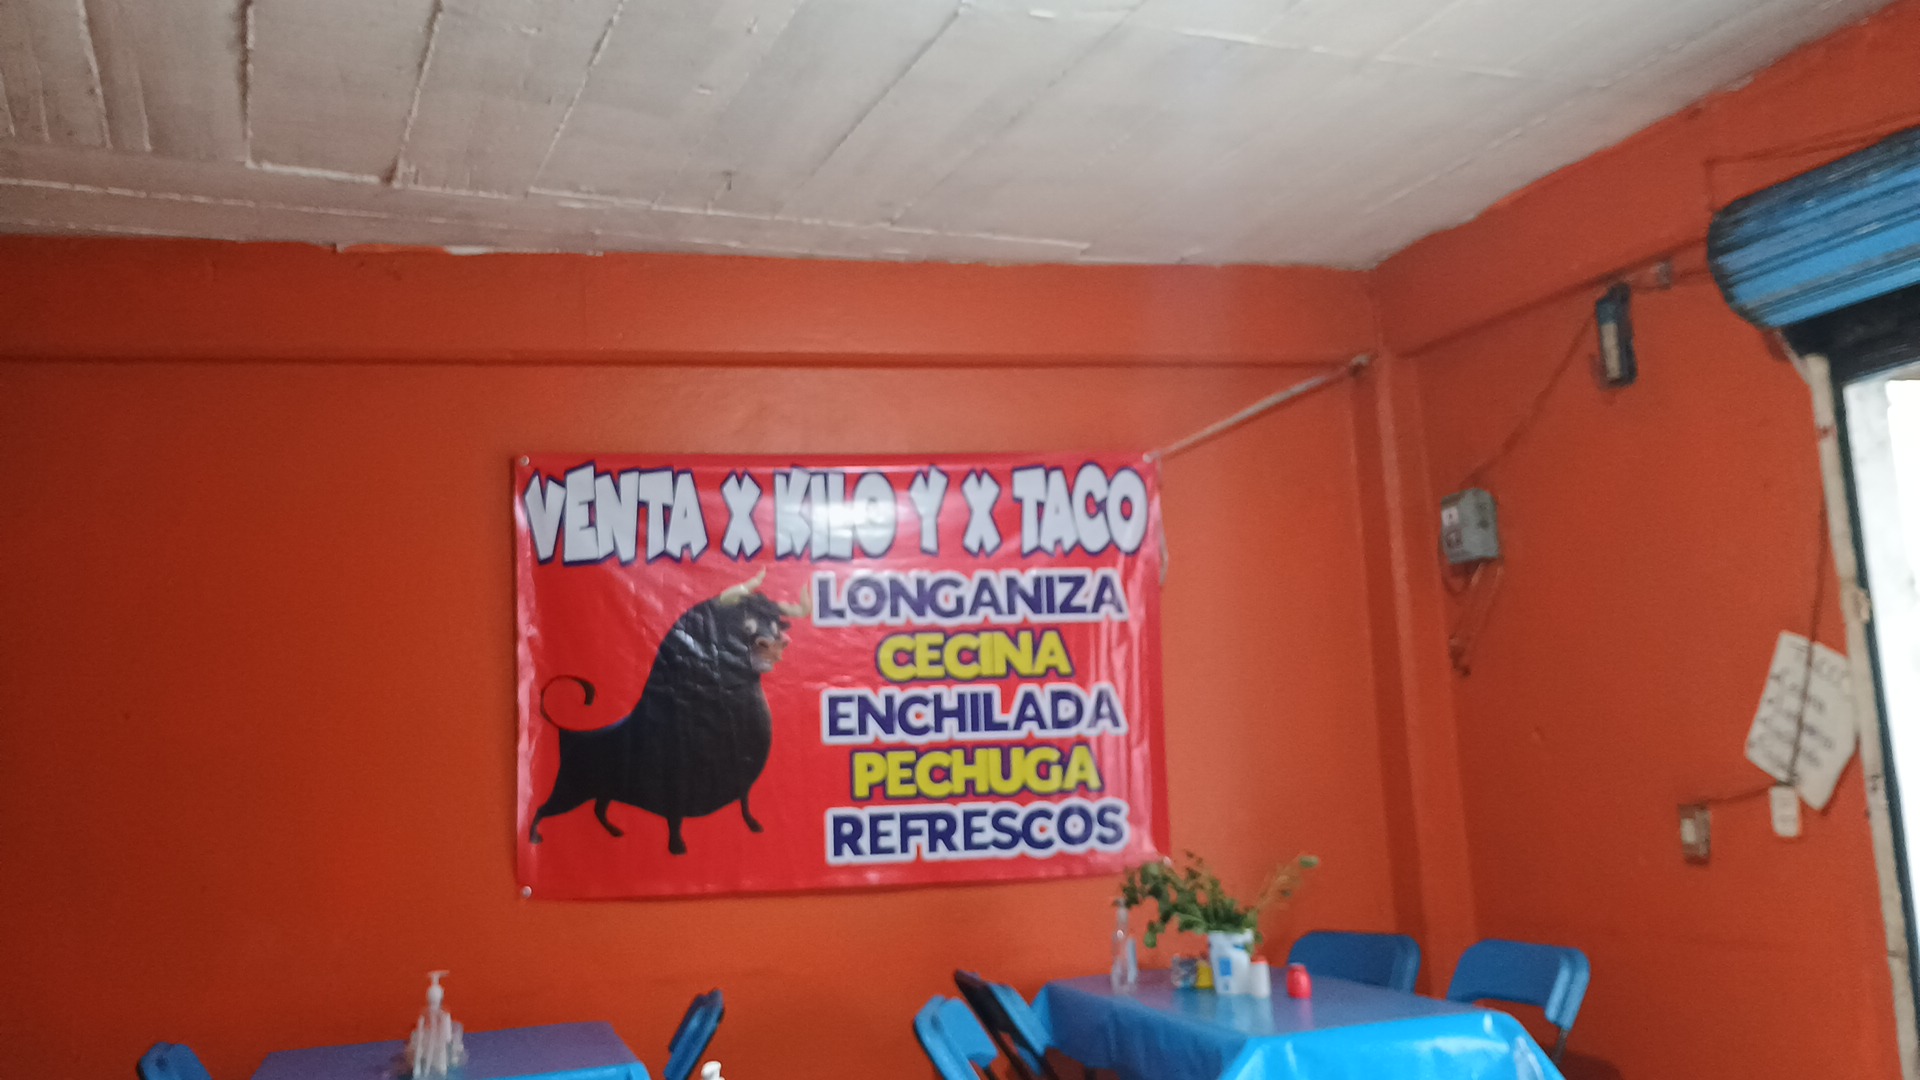 VENTA X KILO Y X TACO
LONGANIZA
CECINA
ENCHILADA
PECHUGA
REFRESCOS